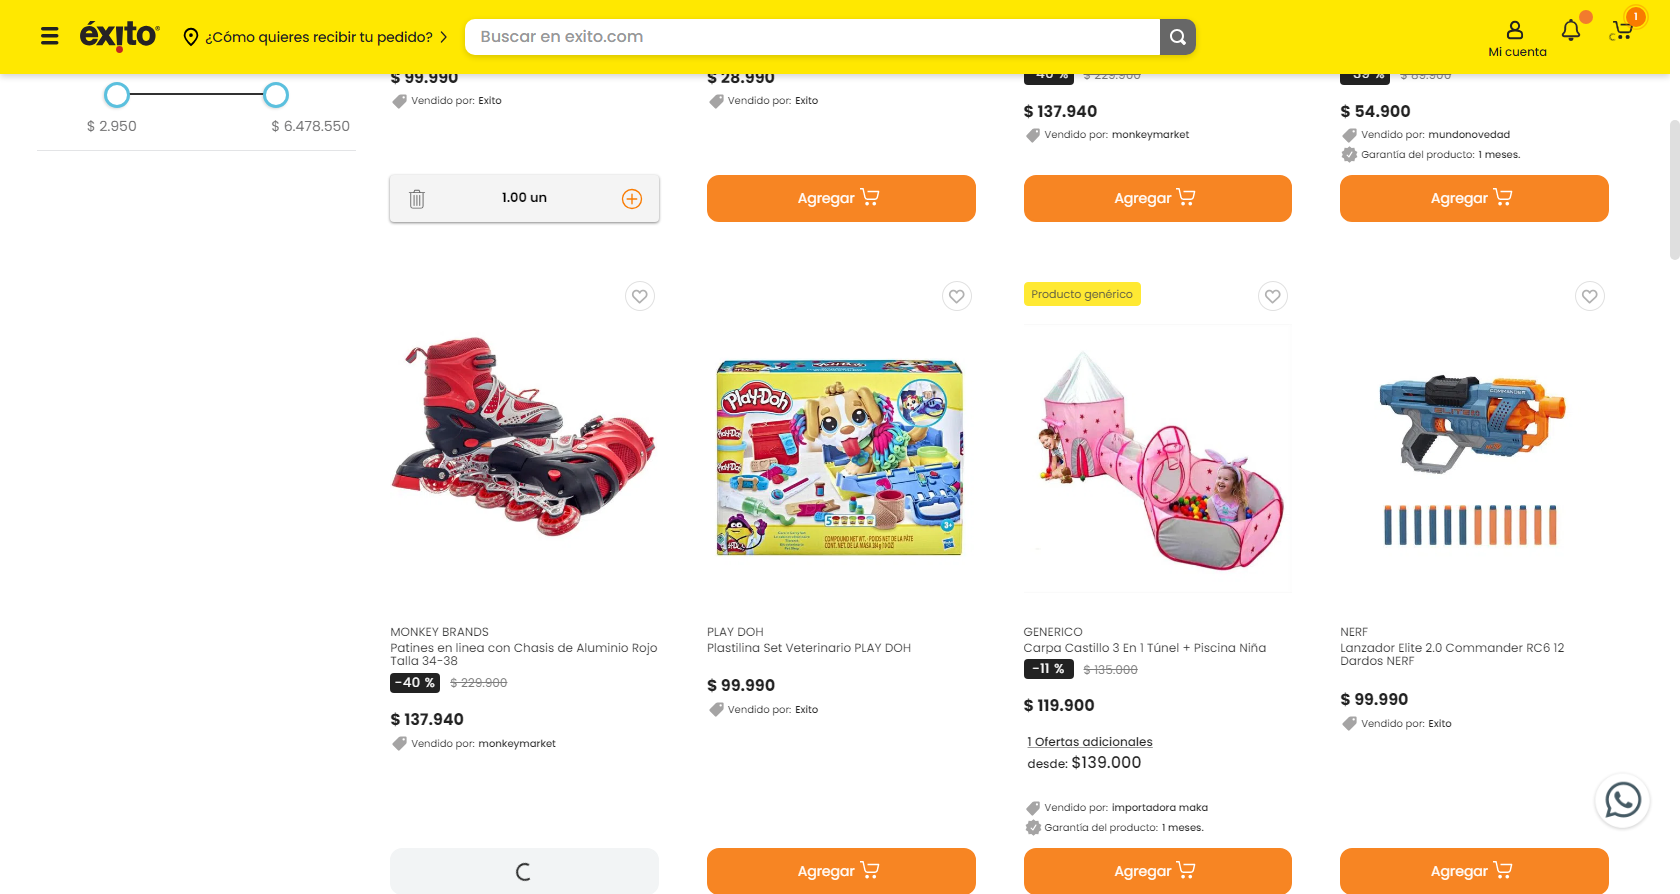 éxito
¿Cómo quieres recibir tu pedido?
Buscar en exito.com
Mi cuenta
1
$ 2.950
$ 6.478.550
$ 99.990
Vendido por: Exito
1.00 un
$ 28.990
Vendido por: Exito
Agregar
-40 % $ 229.900
$ 137.940
Vendido por: monkeymarket
Agregar
-39 % $ 89.900
$ 54.900
Vendido por: mundonovedad
Garantía del producto: 1 meses.
Agregar
MONKEY BRANDS
Patines en linea con Chasis de Aluminio Rojo
Talla 34-38
-40 % $ 229.900
$ 137.940
Vendido por: monkeymarket
Play-Doh
PLAY DOH
Plastilina Set Veterinario PLAY DOH
$ 99.990
Vendido por: Exito
Agregar
Producto genérico
GENERICO
Carpa Castillo 3 En 1 Túnel + Piscina Niña
-11 % $ 135.000
$ 119.900
1 Ofertas adicionales
desde: $139.000
Vendido por: importadora maka
Garantía del producto: 1 meses.
Agregar
NERF
Lanzador Elite 2.0 Commander RC6 12
Dardos NERF
$ 99.990
Vendido por: Exito
Agregar